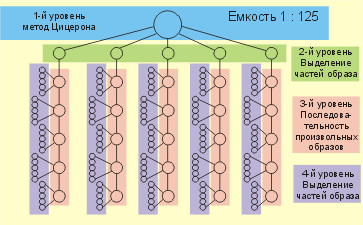 1-й уровень
метод Цицерона
Емкость 1 : 125
2-й уровень
Выделение
частей образа
3-й уровень
Последова-
тельность
произвольных
образов
4-й уровень
Выделение
частей образа